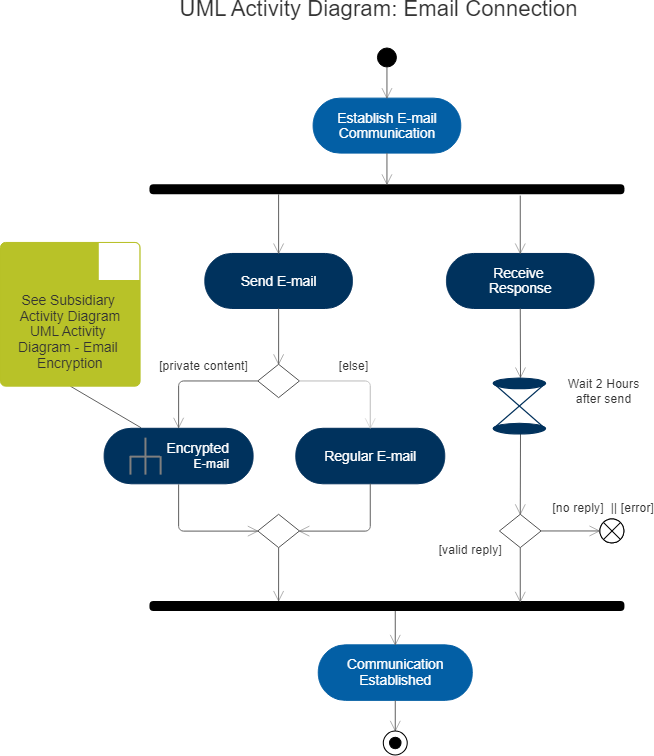 UML Activity Diagram: Email Connection
Establish E-mail
Communication
Send E-mail
Receive
Response
See Subsidiary
Activity Diagram
UML Activity
Diagram - Email
Encryption
[private content]
[else]
Wait 2 Hours
after send
Encrypted
E-mail
Regular E-mail
[no reply]  || [error]
[valid reply]
Communication
Established